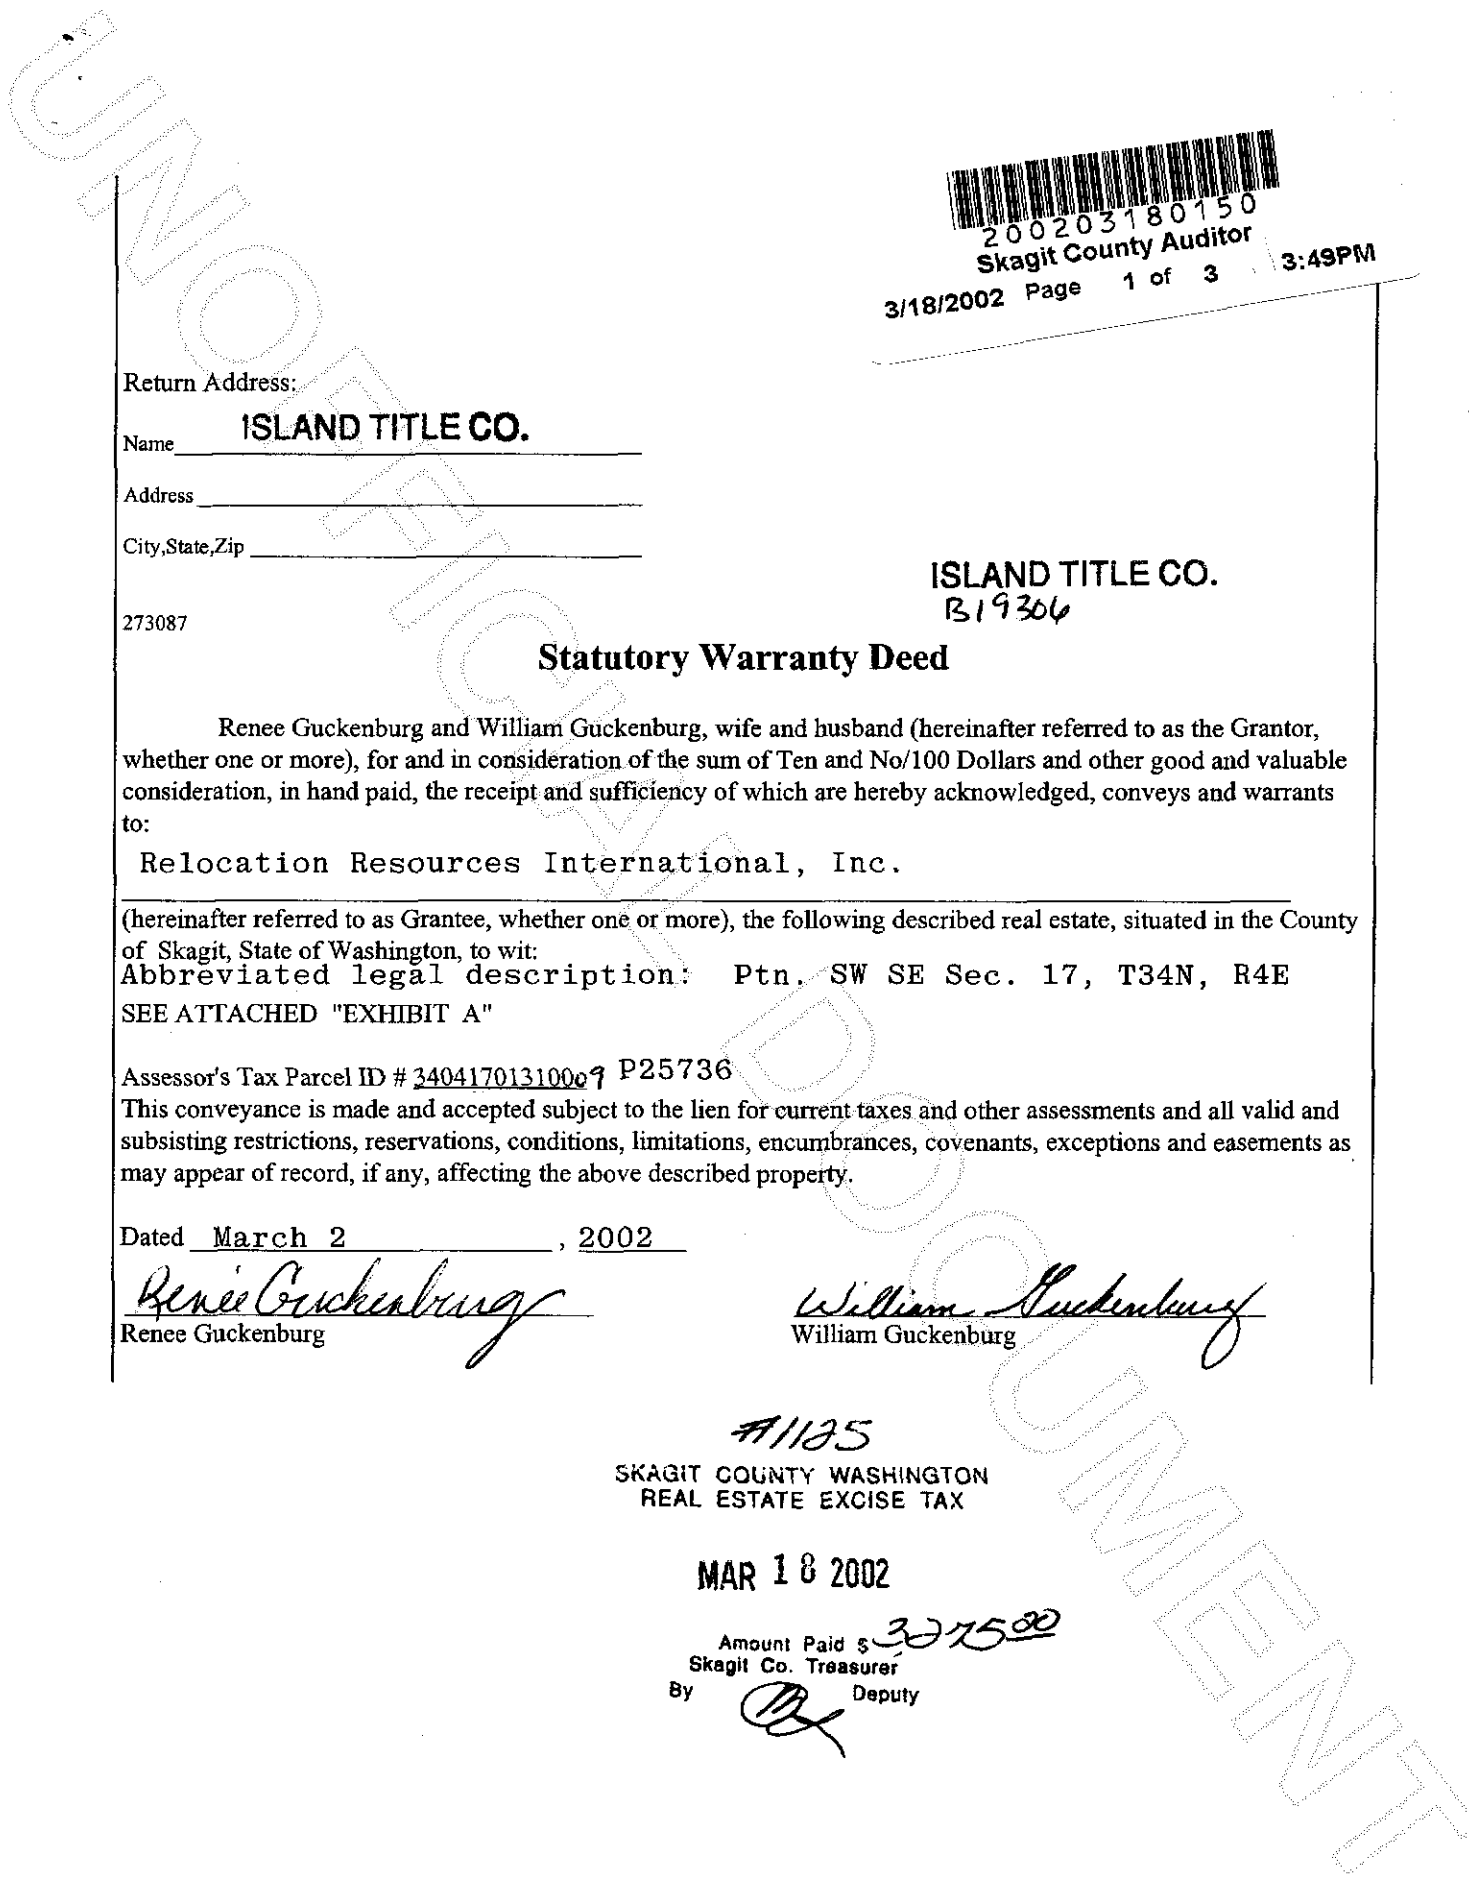 UNOFFICIAL DOCUMENT
200203180150
Skagit County Auditor
3/18/2002 Page 1 of 3 3:49PM
Return Address:
Name ISLAND TITLE CO.
Address
City,State,Zip
ISLAND TITLE CO.
B19306
273087
Statutory Warranty Deed
Renee Guckenburg and William Guckenburg, wife and husband (hereinafter referred to as the Grantor,
whether one or more), for and in consideration of the sum of Ten and No/100 Dollars and other good and valuable
consideration, in hand paid, the receipt and sufficiency of which are hereby acknowledged, conveys and warrants
to:
Relocation Resources International, Inc.
(hereinafter referred to as Grantee, whether one or more), the following described real estate, situated in the County
of Skagit, State of Washington, to wit:
Abbreviated legal description: Ptn. SW SE Sec. 17, T34N, R4E
SEE ATTACHED "EXHIBIT A"
Assessor's Tax Parcel ID # 34041701310009 P25736
This conveyance is made and accepted subject to the lien for current taxes and other assessments and all valid and
subsisting restrictions, reservations, conditions, limitations, encumbrances, covenants, exceptions and easements as
may appear of record, if any, affecting the above described property.
Dated March 2, 2002
Renee Guckenburg William Guckenburg
Renee Guckenburg William Guckenburg
#1125
SKAGIT COUNTY WASHINGTON
REAL ESTATE EXCISE TAX
MAR 18 2002
Amount Paid $ 3275.00
Skagit Co. Treasurer
By Deputy